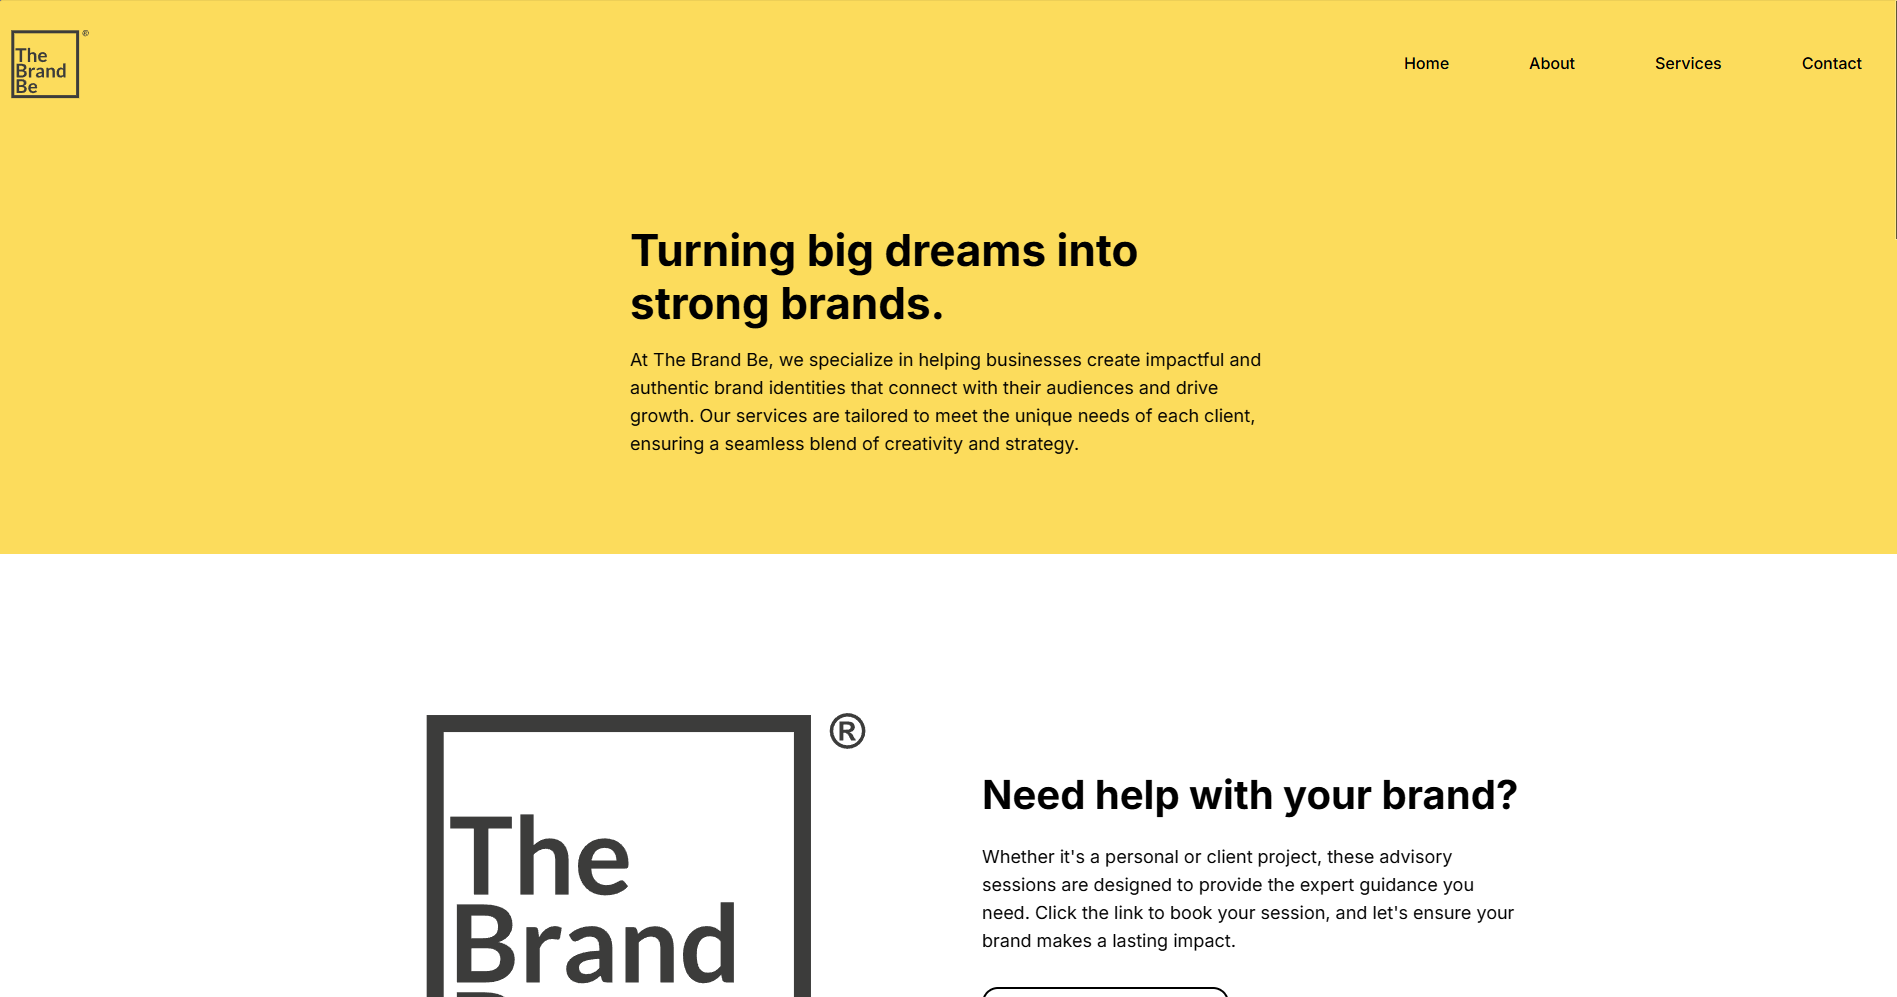 The
Brand
Be
®
Home
About
Services
Contact
Turning big dreams into
strong brands.
At The Brand Be, we specialize in helping businesses create impactful and
authentic brand identities that connect with their audiences and drive
growth. Our services are tailored to meet the unique needs of each client,
ensuring a seamless blend of creativity and strategy.
®
The
Brand
Need help with your brand?
Whether it's a personal or client project, these advisory
sessions are designed to provide the expert guidance you
need. Click the link to book your session, and let's ensure your
brand makes a lasting impact.